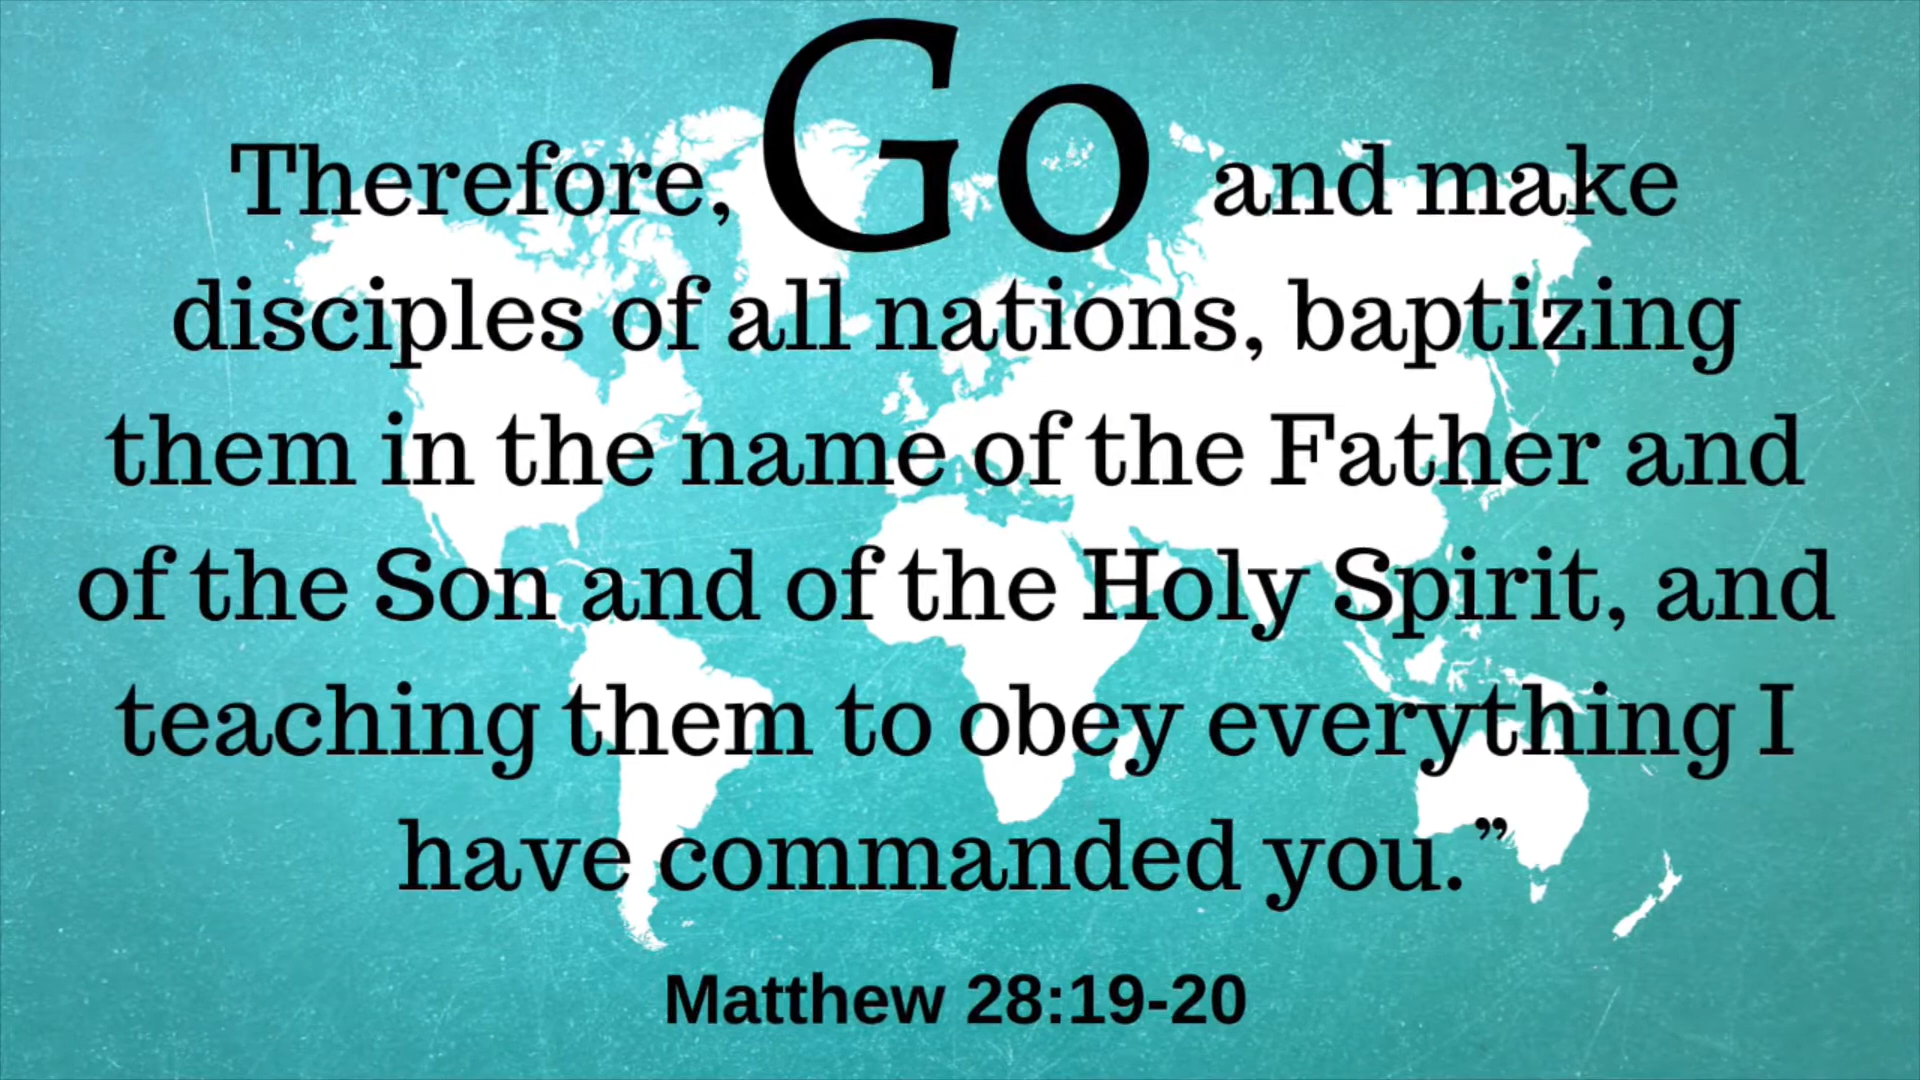 Therefore, Go and make
disciples of all nations, baptizing
them in the name of the Father and
of the Son and of the Holy Spirit, and
teaching them to obey everything I
have commanded you.”
Matthew 28:19-20